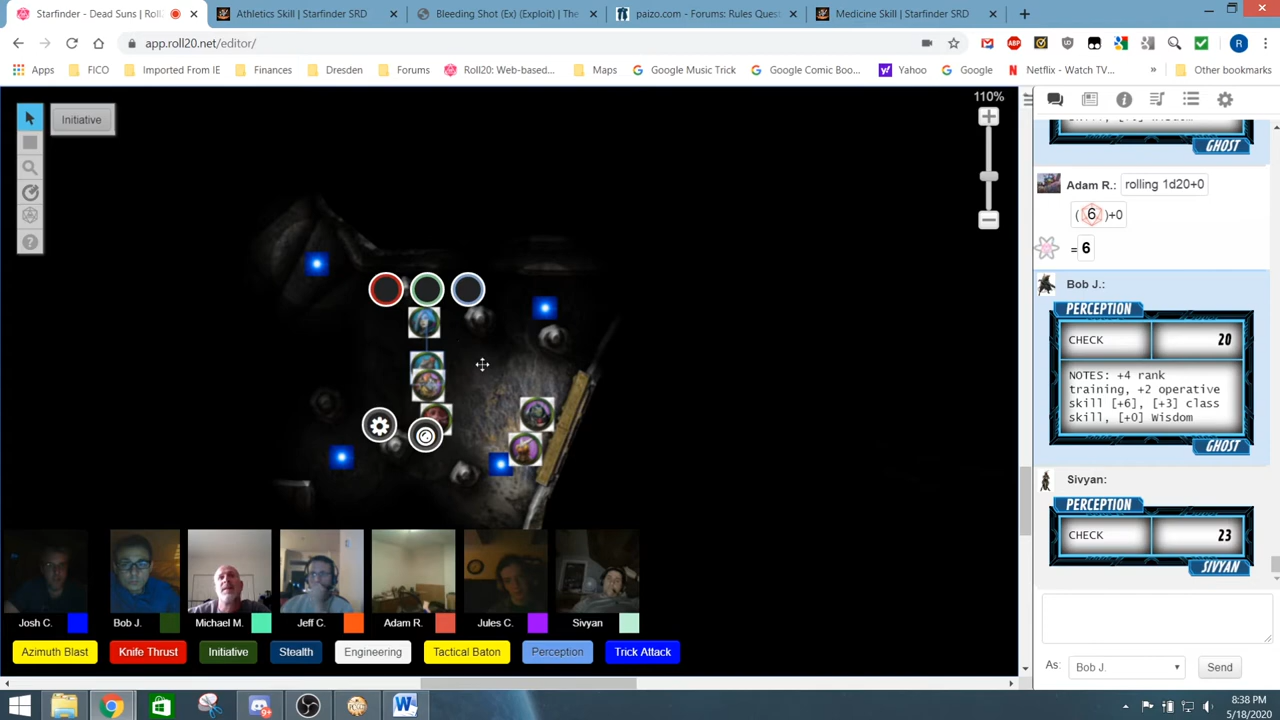 Starfinder - Dead Suns | Roll2
Athletics Skill | Starfinder SRD
Bleeding Shot (Ex) (Exploit) | The
paizo.com - Forums: Rules Quest
Medicine Skill | Starfinder SRD
app.roll20.net/editor/
Apps
FICO
Imported From IE
Finances
Dresden
Forums
Roll20: Web-based...
Maps
Google Music Trick
Google Comic Boo...
Yahoo
Google
Netflix - Watch TV...
»
Other bookmarks
Initiative
110%
GHOST
Adam R.: rolling 1d20+0
(6)+0
=6
Bob J.:
PERCEPTION
CHECK 20
NOTES: +4 rank
training, +2 operative
skill [+6], [+3] class
skill, [+0] Wisdom
GHOST
Sivyan:
PERCEPTION
CHECK 23
SIVYAN
Josh C.
Bob J.
Michael M.
Jeff C.
Adam R.
Jules C.
Sivyan
Azimuth Blast
Knife Thrust
Initiative
Stealth
Engineering
Tactical Baton
Perception
Trick Attack
As: Bob J. Send
8:38 PM
5/18/2020